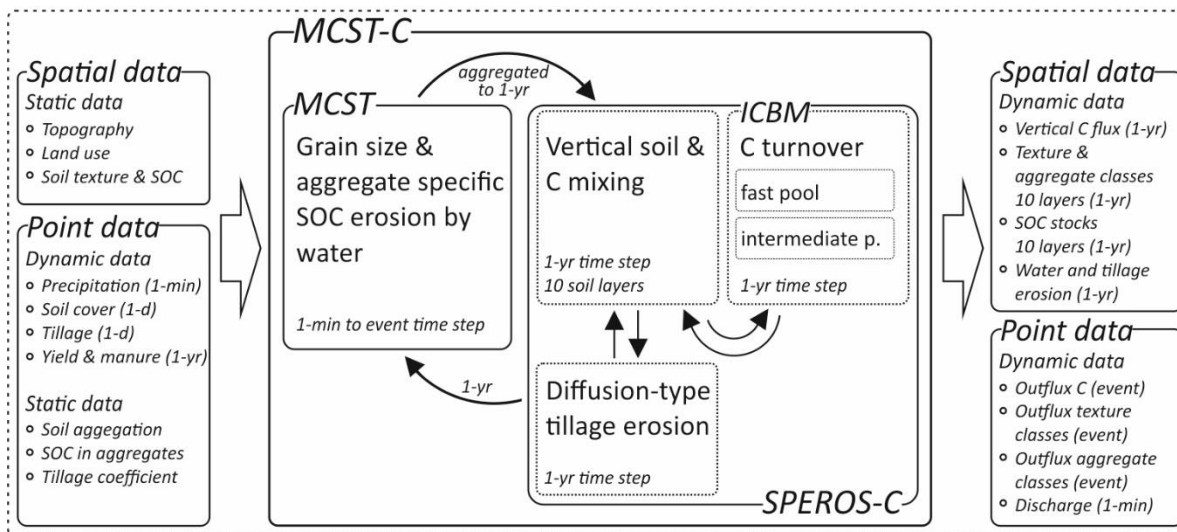 Spatial data
Static data
Topography
Land use
Soil texture & SOC
Point data
Dynamic data
Precipitation (1-min)
Soil cover (1-d)
Tillage (1-d)
Yield & manure (1-yr)
Static data
Soil aggegation
SOC in aggregates
Tillage coefficient
MCST-C
aggregated
to 1-yr
MCST
Grain size &
aggregate specific
SOC erosion by
water
1-min to event time step
Vertical soil &
C mixing
1-yr time step
10 soil layers
ICBM
C turnover
fast pool
intermediate p.
1-yr time step
1-yr
Diffusion-type
tillage erosion
1-yr time step
SPEROS-C
Spatial data
Dynamic data
Vertical C flux (1-yr)
Texture &
aggregate classes
10 layers (1-yr)
SOC stocks
10 layers (1-yr)
Water and tillage
erosion (1-yr)
Point data
Dynamic data
Outflux C (event)
Outflux texture
classes (event)
Outflux aggregate
classes (event)
Discharge (1-min)